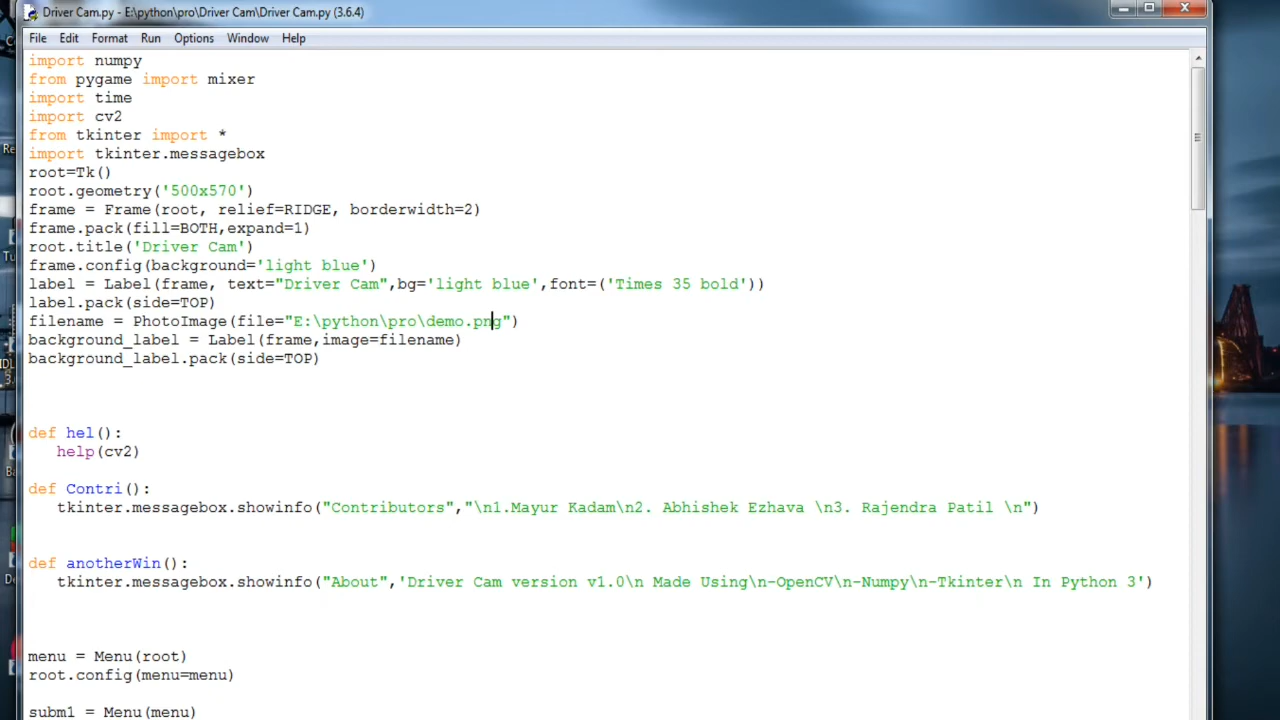 Driver Cam.py - E:\python\pro\Driver Cam\Driver Cam.py (3.6.4)
File Edit Format Run Options Window Help
import numpy
from pygame import mixer
import time
import cv2
from tkinter import *
import tkinter.messagebox
root=Tk()
root.geometry('500x570')
frame = Frame(root, relief=RIDGE, borderwidth=2)
frame.pack(fill=BOTH,expand=1)
root.title('Driver Cam')
frame.config(background='light blue')
label = Label(frame, text="Driver Cam",bg='light blue',font=('Times 35 bold'))
label.pack(side=TOP)
filename = PhotoImage(file="E:\python\pro\demo.png")
background_label = Label(frame,image=filename)
background_label.pack(side=TOP)
def hel():
   help(cv2)
def Contri():
   tkinter.messagebox.showinfo("Contributors","\n1.Mayur Kadam\n2. Abhishek Ezhava \n3. Rajendra Patil \n")
def anotherWin():
   tkinter.messagebox.showinfo("About",'Driver Cam version v1.0\n Made Using\n-OpenCV\n-Numpy\n-Tkinter\n In Python 3')
menu = Menu(root)
root.config(menu=menu)
subm1 = Menu(menu)